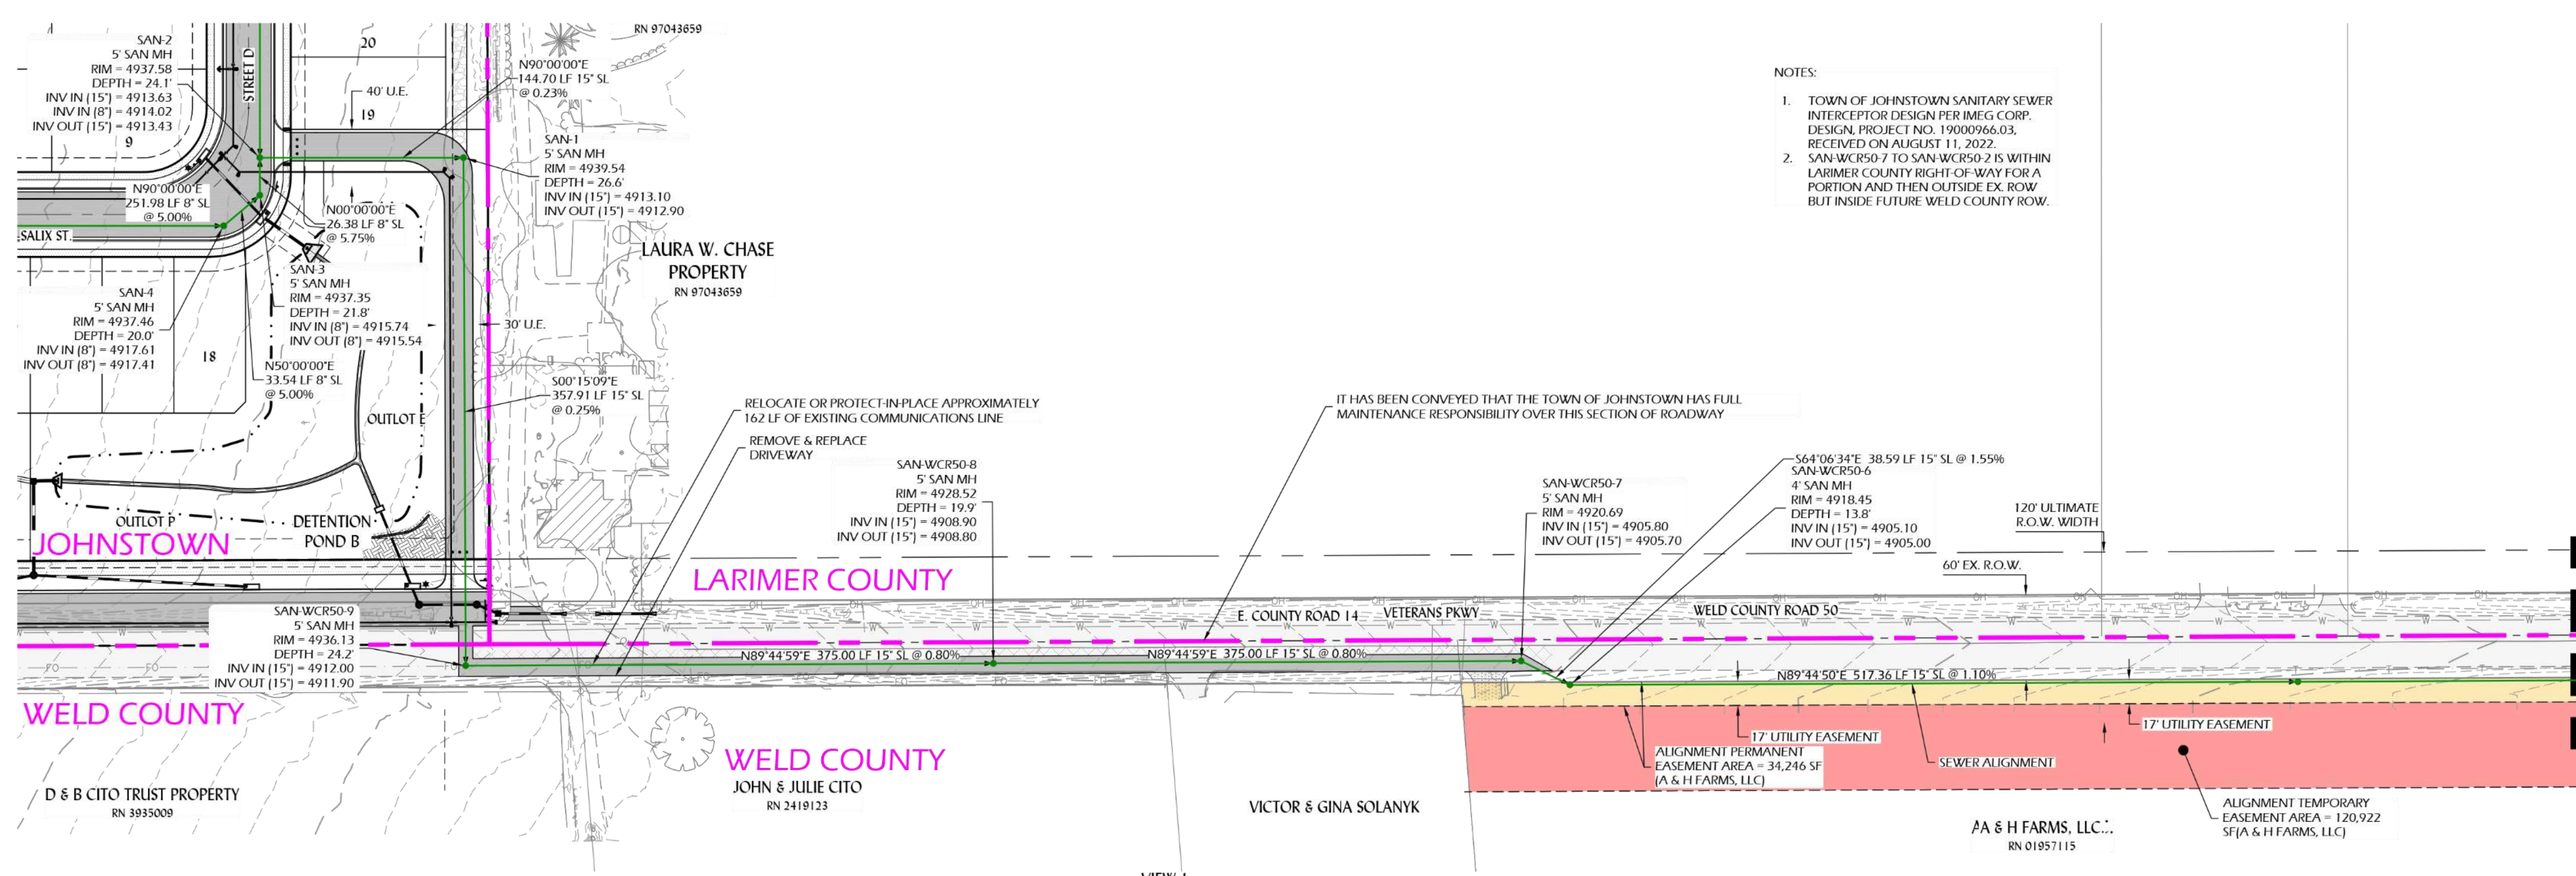 RN 97043659
SAN-2
5' SAN MH
RIM = 4937.58
DEPTH = 24.1'
INV IN (15") = 4913.63
INV IN (8") = 4914.02
INV OUT (15") = 4913.43
9
STREET D
20
40' U.E.
19
N90°00'00"E
144.70 LF 15" SL
@ 0.23%
SAN-1
5' SAN MH
RIM = 4939.54
DEPTH = 26.6'
INV IN (15") = 4913.10
INV OUT (15") = 4912.90
NOTES:
1. TOWN OF JOHNSTOWN SANITARY SEWER
INTERCEPTOR DESIGN PER IMEG CORP.
DESIGN, PROJECT NO. 19000966.03,
RECEIVED ON AUGUST 11, 2022.
2. SAN-WCR50-7 TO SAN-WCR50-2 IS WITHIN
LARIMER COUNTY RIGHT-OF-WAY FOR A
PORTION AND THEN OUTSIDE EX. ROW
BUT INSIDE FUTURE WELD COUNTY ROW.
N90°00'00"E
251.98 LF 8" SL
@ 5.00%
N00°00'00"E
26.38 LF 8" SL
@ 5.75%
SALIX ST.
LAURA W. CHASE
PROPERTY
RN 97043659
SAN-3
5' SAN MH
RIM = 4937.35
DEPTH = 21.8'
INV IN (8") = 4915.74
INV OUT (8") = 4915.54
SAN-4
5' SAN MH
RIM = 4937.46
DEPTH = 20.0'
INV IN (8") = 4917.61
INV OUT (8") = 4917.41
18
30' U.E.
N50°00'00"E
33.54 LF 8" SL
@ 5.00%
S00°15'09"E
357.91 LF 15" SL
@ 0.25%
OUTLOT E
RELOCATE OR PROTECT-IN-PLACE APPROXIMATELY
162 LF OF EXISTING COMMUNICATIONS LINE
REMOVE & REPLACE
DRIVEWAY
IT HAS BEEN CONVEYED THAT THE TOWN OF JOHNSTOWN HAS FULL
MAINTENANCE RESPONSIBILITY OVER THIS SECTION OF ROADWAY
SAN-WCR50-8
5' SAN MH
RIM = 4928.52
DEPTH = 19.9'
INV IN (15") = 4908.90
INV OUT (15") = 4908.80
SAN-WCR50-7
5' SAN MH
RIM = 4920.69
INV IN (15") = 4905.80
INV OUT (15") = 4905.70
S64°06'34"E 38.59 LF 15" SL @ 1.55%
SAN-WCR50-6
4' SAN MH
RIM = 4918.45
DEPTH = 13.8'
INV IN (15") = 4905.10
INV OUT (15") = 4905.00
120' ULTIMATE
R.O.W. WIDTH
OUTLOT P
DETENTION
POND B
JOHNSTOWN
LARIMER COUNTY
60' EX. R.O.W.
E. COUNTY ROAD 14
VETERANS PKWY
WELD COUNTY ROAD 50
SAN-WCR50-9
5' SAN MH
RIM = 4936.13
DEPTH = 24.2'
INV IN (15") = 4912.00
INV OUT (15") = 4911.90
N89°44'59"E 375.00 LF 15" SL @ 0.80%
N89°44'59"E 375.00 LF 15" SL @ 0.80%
N89°44'50"E 517.36 LF 15" SL @ 1.10%
WELD COUNTY
WELD COUNTY
17' UTILITY EASEMENT
17' UTILITY EASEMENT
ALIGNMENT PERMANENT
EASEMENT AREA = 34,246 SF
(A & H FARMS, LLC)
SEWER ALIGNMENT
D & B CITO TRUST PROPERTY
RN 3935009
JOHN & JULIE CITO
RN 2419123
VICTOR & GINA SOLANYK
AA & H FARMS, LLC.
RN 01957115
ALIGNMENT TEMPORARY
EASEMENT AREA = 120,922
SF(A & H FARMS, LLC)